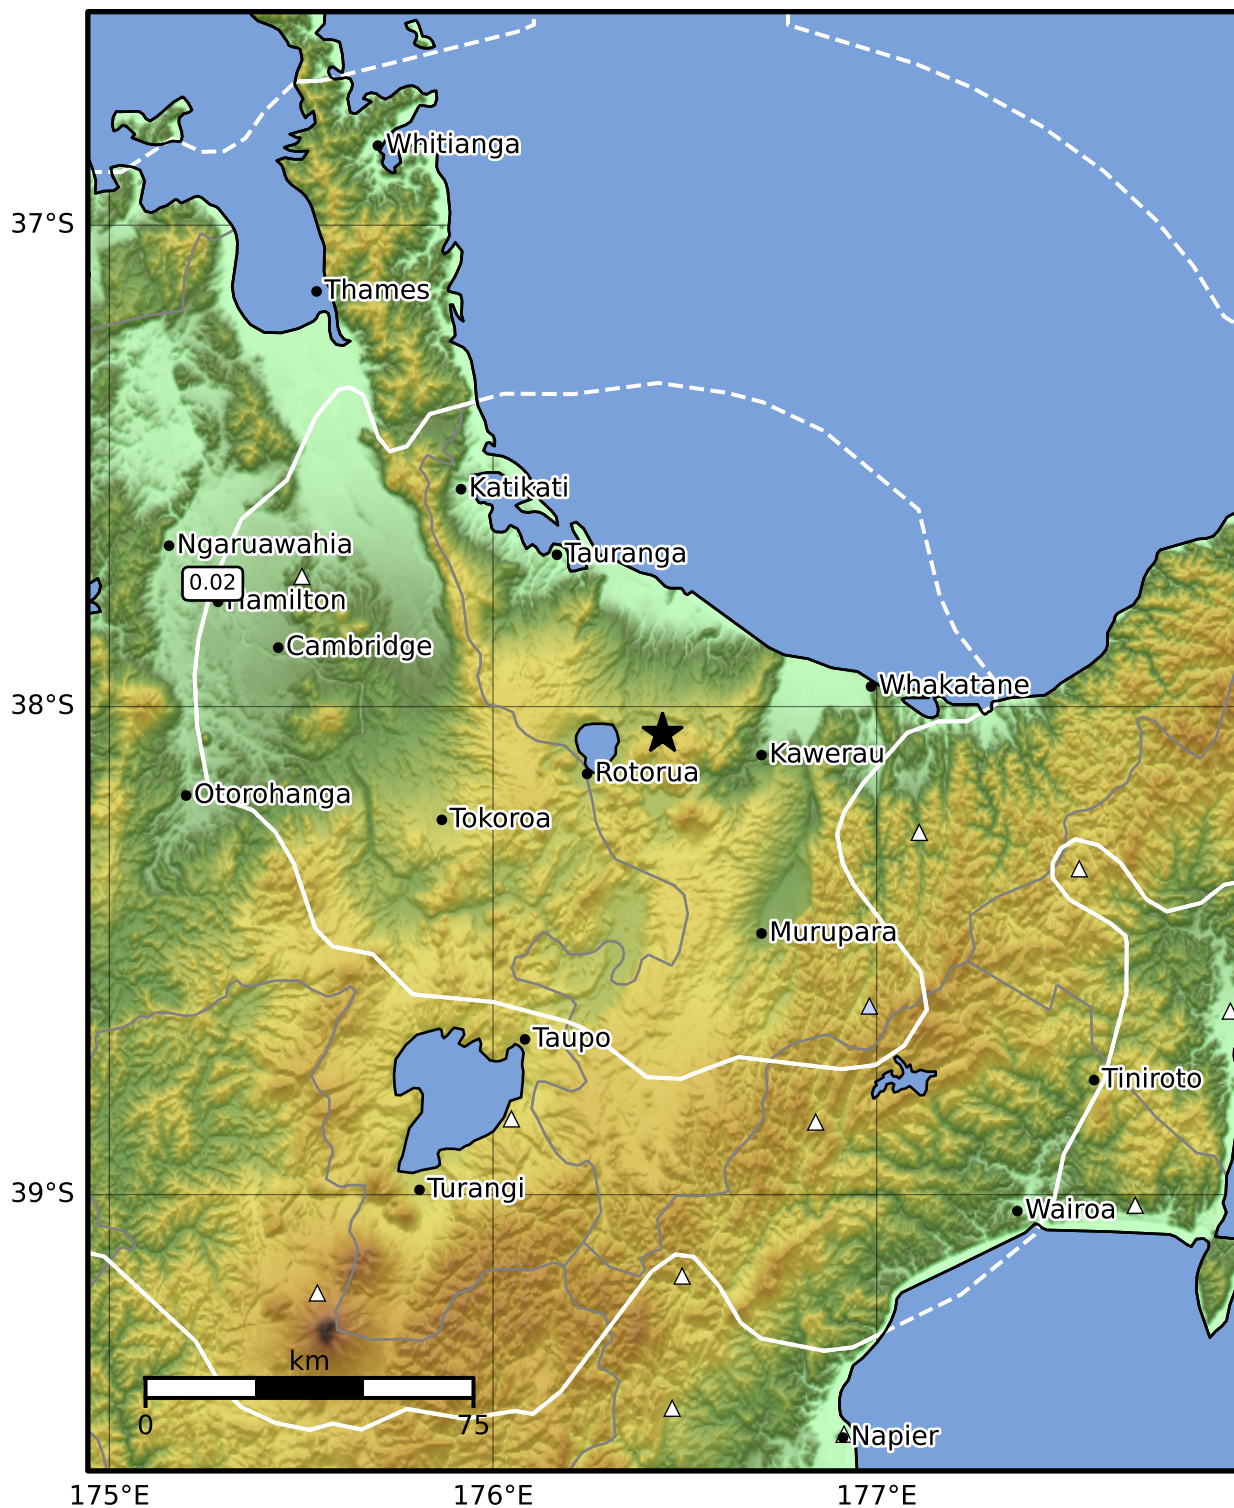 Whitianga
37°S
Thames
Katikati
Ngaruawahia
Tauranga
0.02
Hamilton
Cambridge
Whakatane
38°S
Kawerau
Rotorua
Otorohanga
Tokoroa
Murupara
Taupo
Tiniroto
Turangi
39°S
Wairoa
km
0
75
Napier
175°E
176°E
177°E